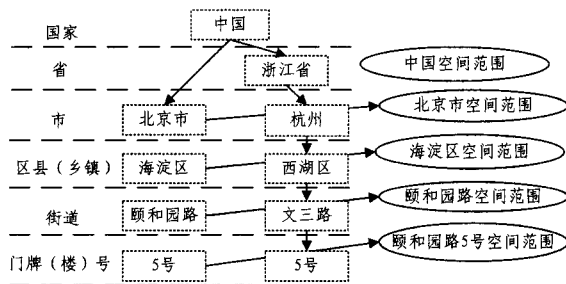 国家
中国
省
浙江省
中国空间范围
市
北京市
杭州
北京市空间范围
区县（乡镇）
海淀区
西湖区
海淀区空间范围
街道
颐和园路
文三路
颐和园路空间范围
门牌（楼）号
5号
5号
颐和园路5号空间范围